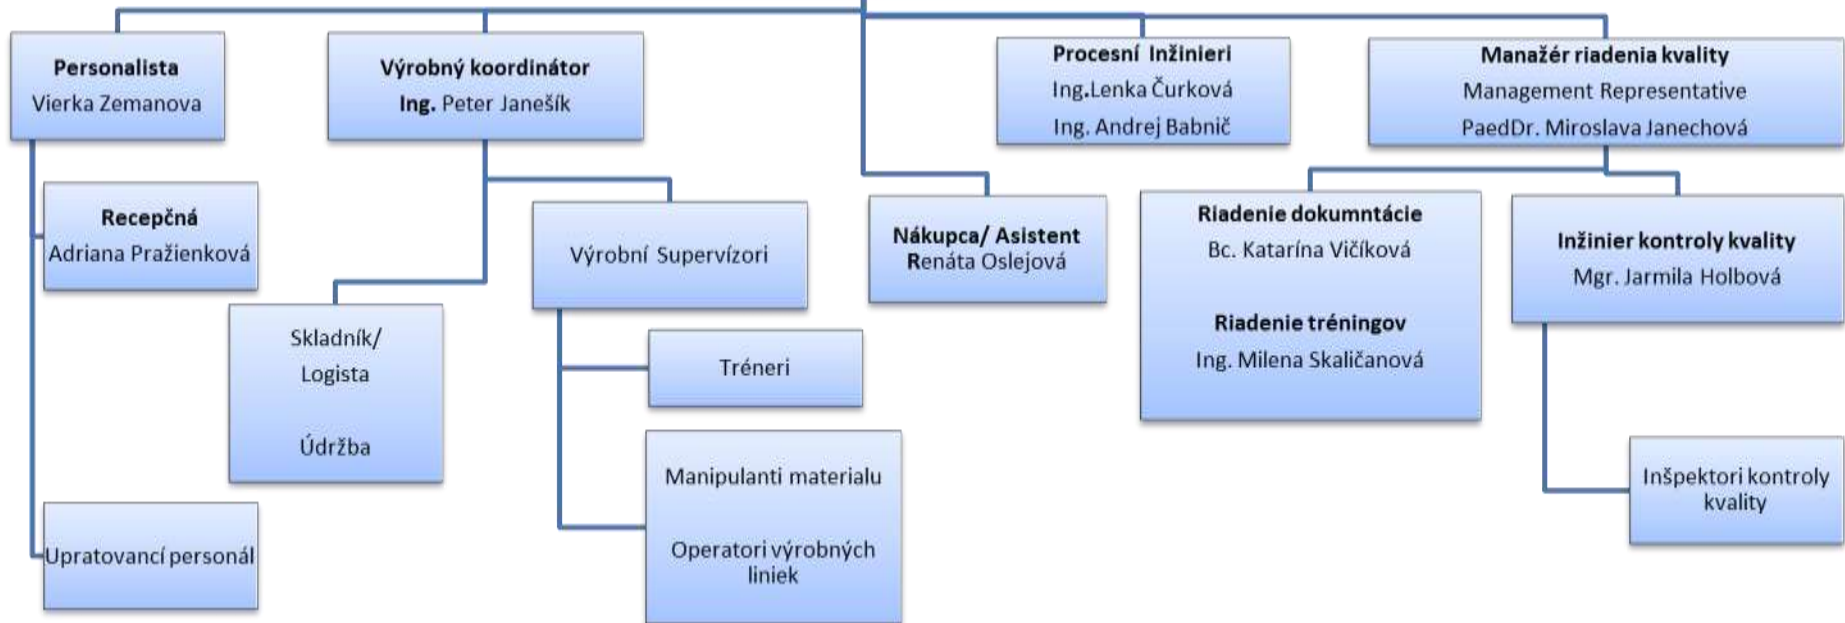 Personalista
Vierka Zemanova
Výrobný koordinátor
Ing. Peter Janešík
Procesní Inžinieri
Ing.Lenka Čurková
Ing. Andrej Babnič
Manažér riadenia kvality
Management Representative
PaedDr. Miroslava Janechová
Recepčná
Adriana Pražienková
Výrobní Supervízori
Nákupca/ Asistent
Renáta Oslejová
Riadenie dokumntácie
Bc. Katarína Vičíková
Riadenie tréningov
Ing. Milena Skaličanová
Inžinier kontroly kvality
Mgr. Jarmila Holbová
Skladník/
Logista
Údržba
Tréneri
Manipulanti materialu
Operatori výrobných
liniek
Inšpektori kontroly
kvality
Upratovancí personál